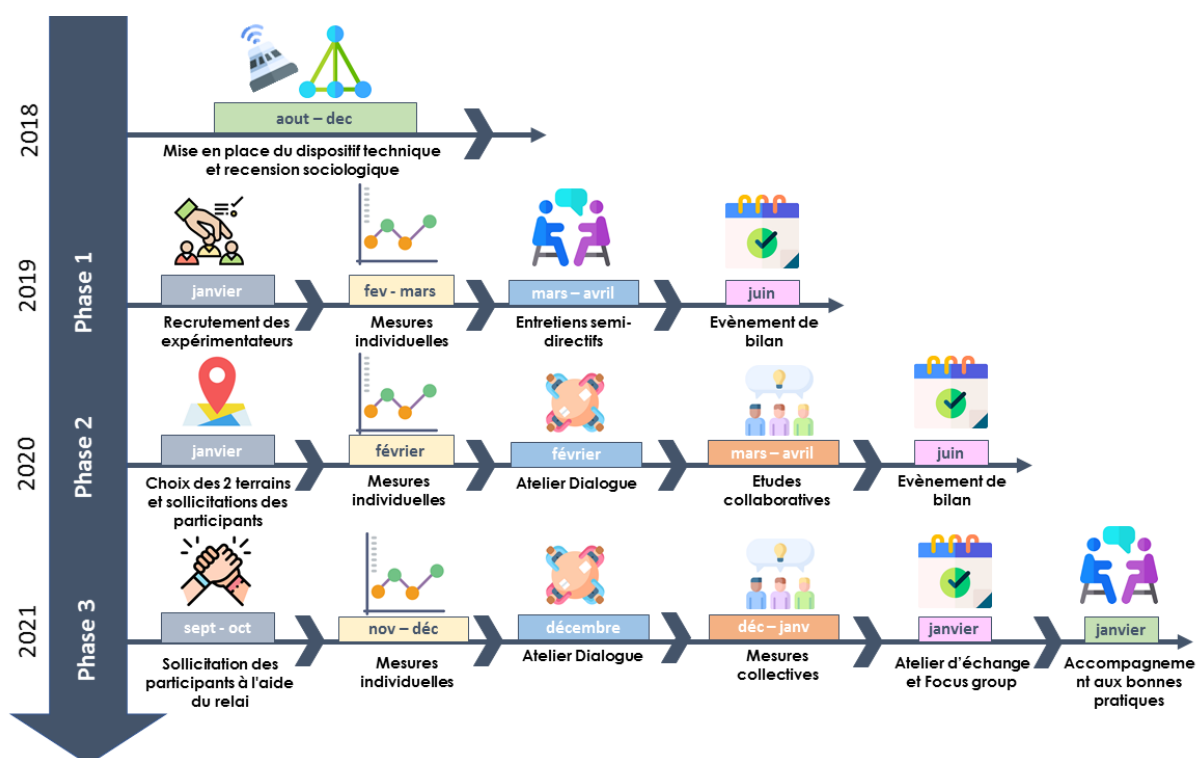 2018
aout – dec
Mise en place du dispositif technique
et recension sociologique
2019
Phase 1
janvier
fev - mars
mars – avril
juin
Recrutement des
expérimentateurs
Mesures
individuelles
Entretiens semi-
directifs
Evènement de
bilan
2020
Phase 2
janvier
février
février
mars – avril
juin
Choix des 2 terrains
et sollicitations des
participants
Mesures
individuelles
Atelier Dialogue
Etudes
collaboratives
Evènement de
bilan
2021
Phase 3
sept - oct
nov – déc
décembre
déc – janv
janvier
janvier
Sollicitation des
participants à l'aide
du relai
Mesures
individuelles
Atelier Dialogue
Mesures
collectives
Atelier d’échange
et Focus group
Accompagneme
nt aux bonnes
pratiques